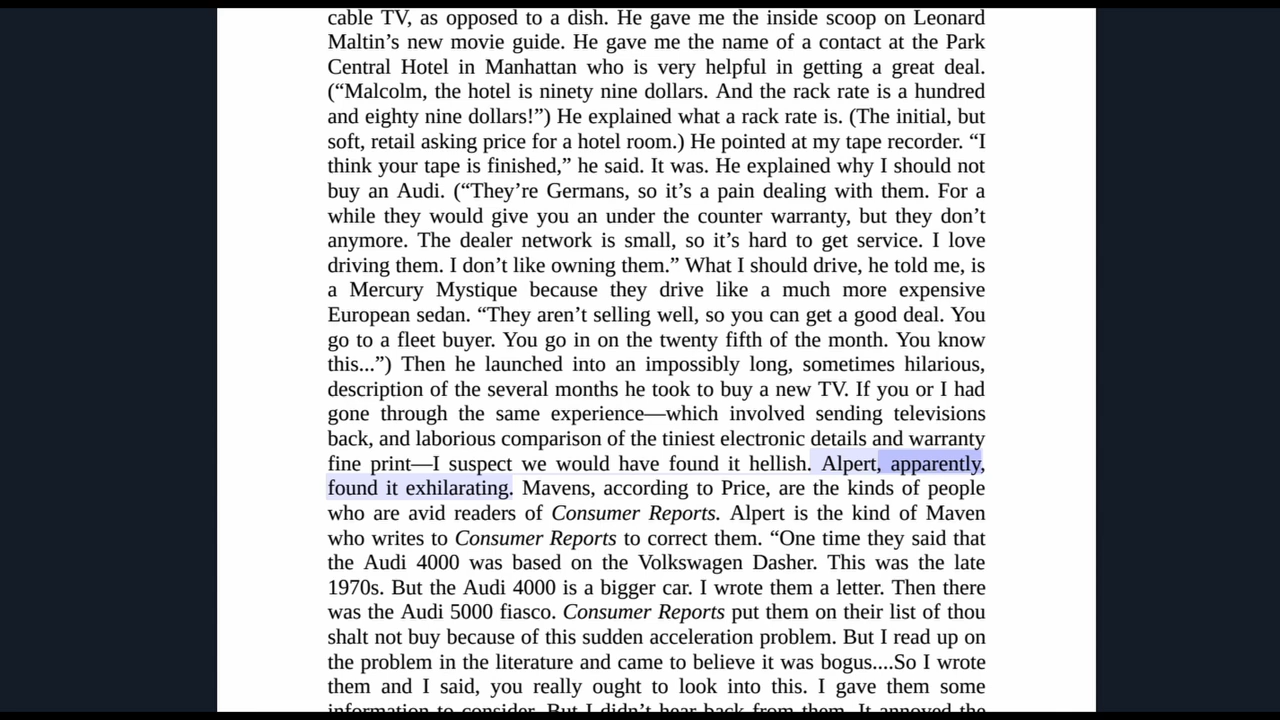 cable TV, as opposed to a dish. He gave me the inside scoop on Leonard
Maltin’s new movie guide. He gave me the name of a contact at the Park
Central Hotel in Manhattan who is very helpful in getting a great deal.
(“Malcolm, the hotel is ninety nine dollars. And the rack rate is a hundred
and eighty nine dollars!”) He explained what a rack rate is. (The initial, but
soft, retail asking price for a hotel room.) He pointed at my tape recorder. “I
think your tape is finished,” he said. It was. He explained why I should not
buy an Audi. (“They’re Germans, so it’s a pain dealing with them. For a
while they would give you an under the counter warranty, but they don’t
anymore. The dealer network is small, so it’s hard to get service. I love
driving them. I don’t like owning them.” What I should drive, he told me, is
a Mercury Mystique because they drive like a much more expensive
European sedan. “They aren’t selling well, so you can get a good deal. You
go to a fleet buyer. You go in on the twenty fifth of the month. You know
this...”) Then he launched into an impossibly long, sometimes hilarious,
description of the several months he took to buy a new TV. If you or I had
gone through the same experience—which involved sending televisions
back, and laborious comparison of the tiniest electronic details and warranty
fine print—I suspect we would have found it hellish. Alpert, apparently,
found it exhilarating. Mavens, according to Price, are the kinds of people
who are avid readers of Consumer Reports. Alpert is the kind of Maven
who writes to Consumer Reports to correct them. “One time they said that
the Audi 4000 was based on the Volkswagen Dasher. This was the late
1970s. But the Audi 4000 is a bigger car. I wrote them a letter. Then there
was the Audi 5000 fiasco. Consumer Reports put them on their list of thou
shalt not buy because of this sudden acceleration problem. But I read up on
the problem in the literature and came to believe it was bogus....So I wrote
them and I said, you really ought to look into this. I gave them some
information to consider. But I didn’t hear back from them. It annoyed the